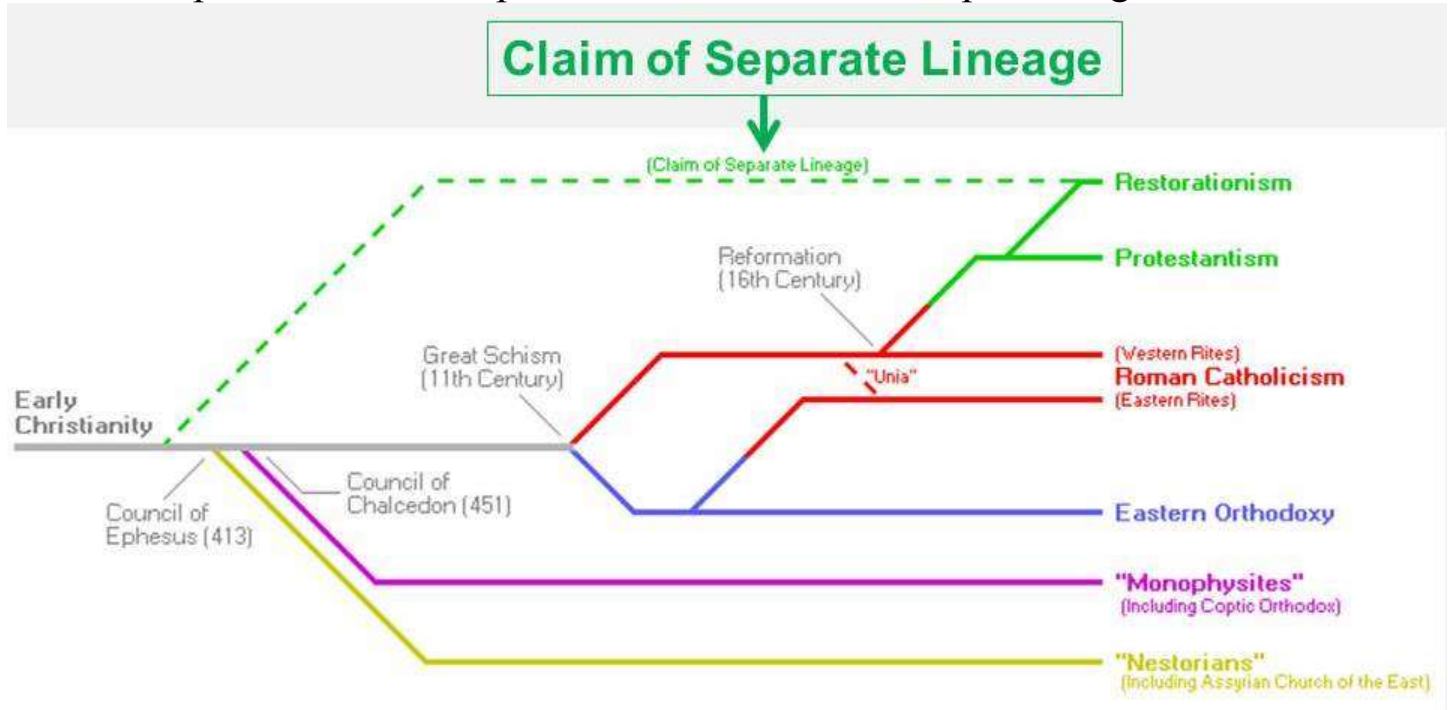 Claim of Separate Lineage
(Claim of Separate Lineage)
Restorationism
Reformation
(16th Century)
Protestantism
Great Schism
(11th Century)
"Unia"
(Western Rites)
Roman Catholicism
(Eastern Rites)
Early
Christianity
Council of
Chalcedon (451)
Council of
Ephesus (413)
Eastern Orthodoxy
"Monophysites"
(Including Coptic Orthodox)
"Nestorians"
(Including Assyrian Church of the East)